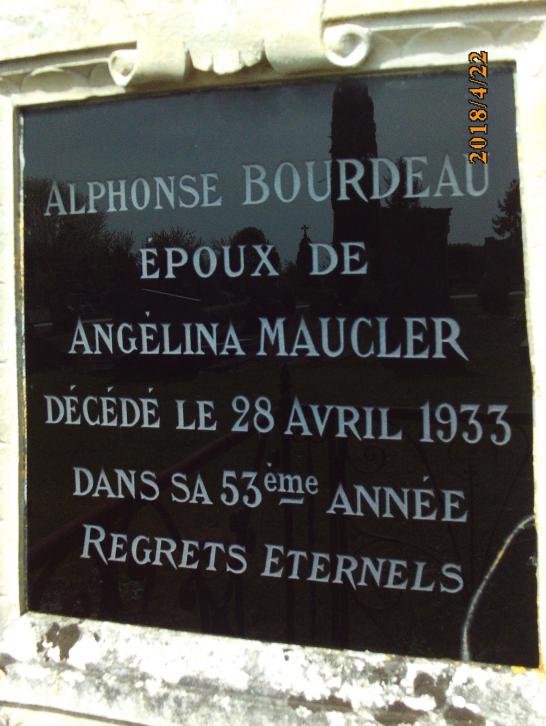 ALPHONSE BOURDEAU
ÉPOUX DE
ANGÉLINA MAUCLER
DÉCÉDÉ LE 28 AVRIL 1933
DANS SA 53ème ANNÉE
REGRETS ETERNELS
2018/4/22